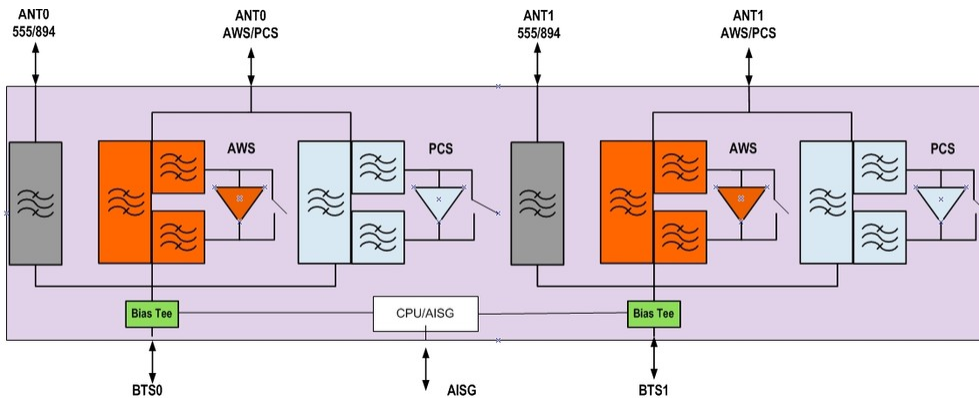 ANT0
555/894
ANT0
AWS/PCS
ANT1
555/894
ANT1
AWS/PCS
AWS
PCS
AWS
PCS
Bias Tee
CPU/AISG
Bias Tee
BTS0
AISG
BTS1